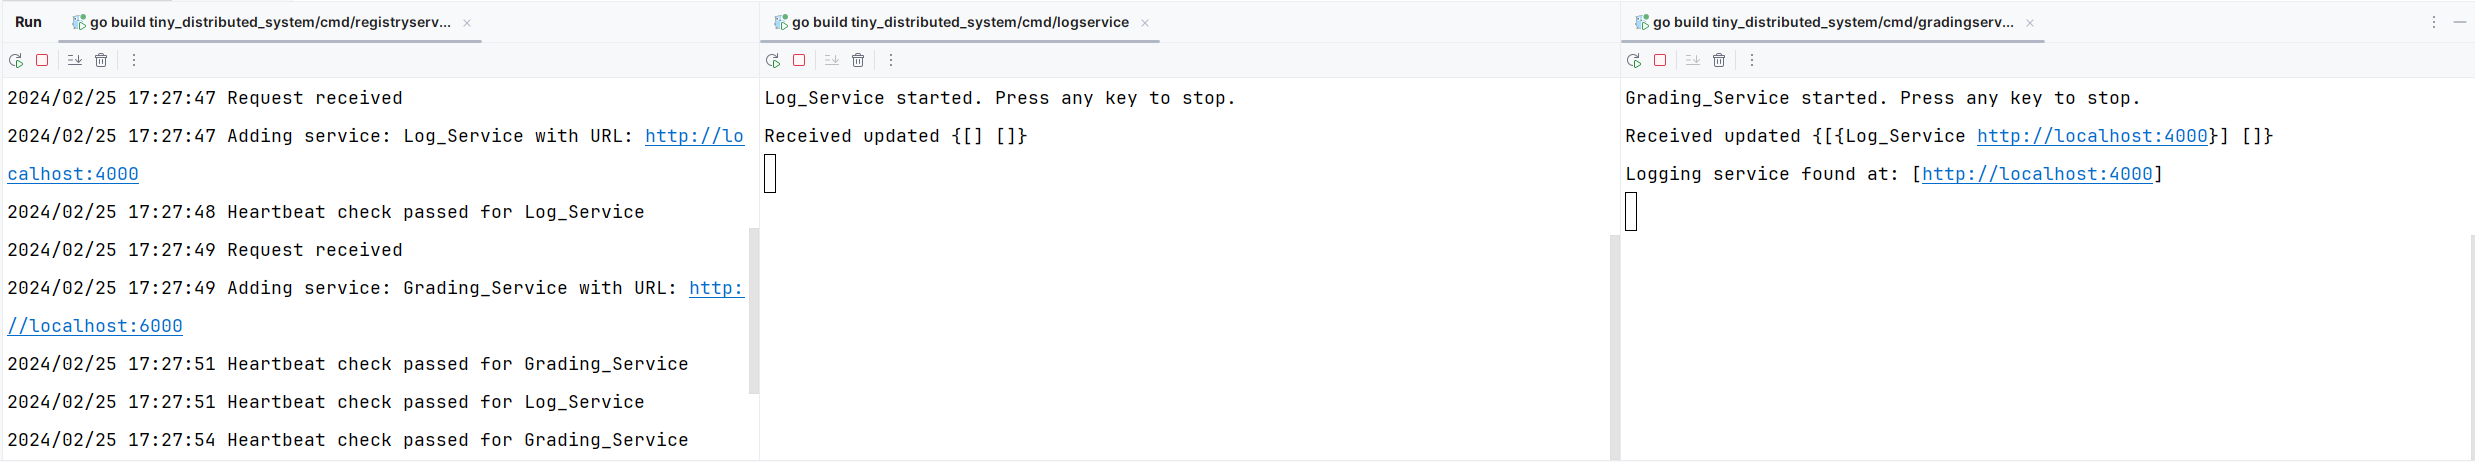 Run
go build tiny_distributed_system/cmd/registryserv...
2024/02/25 17:27:47 Request received
2024/02/25 17:27:47 Adding service: Log_Service with URL: http://lo
calhost:4000
2024/02/25 17:27:48 Heartbeat check passed for Log_Service
2024/02/25 17:27:49 Request received
2024/02/25 17:27:49 Adding service: Grading_Service with URL: http:
//localhost:6000
2024/02/25 17:27:51 Heartbeat check passed for Grading_Service
2024/02/25 17:27:51 Heartbeat check passed for Log_Service
2024/02/25 17:27:54 Heartbeat check passed for Grading_Service
go build tiny_distributed_system/cmd/logservice
Log_Service started. Press any key to stop.
Received updated {[] []}
go build tiny_distributed_system/cmd/gradingserv...
Grading_Service started. Press any key to stop.
Received updated {[{Log_Service http://localhost:4000}] []}
Logging service found at: [http://localhost:4000]